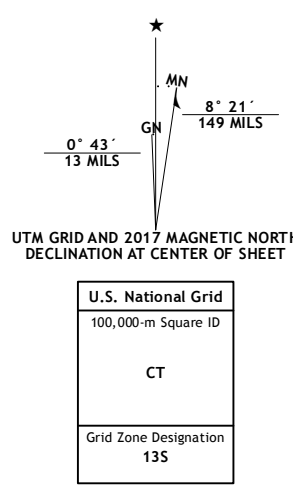 MN
8° 21´
149 MILS
GN
0° 43´
13 MILS
UTM GRID AND 2017 MAGNETIC NORTH
DECLINATION AT CENTER OF SHEET
U.S. National Grid
100,000-m Square ID
CT
Grid Zone Designation
13S